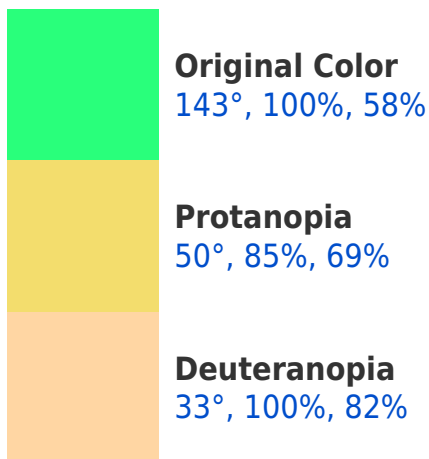 Original Color
143°, 100%, 58%
Protanopia
50°, 85%, 69%
Deuteranopia
33°, 100%, 82%